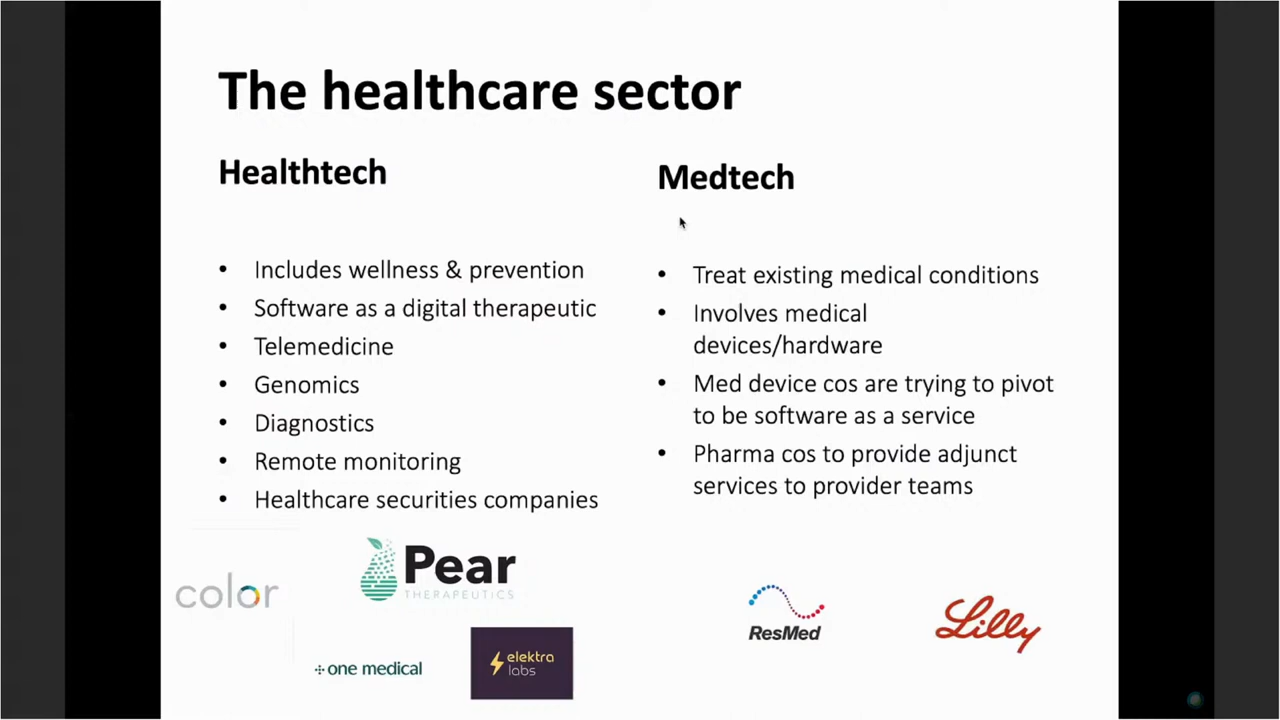 The healthcare sector
Healthtech
• Includes wellness & prevention
• Software as a digital therapeutic
• Telemedicine
• Genomics
• Diagnostics
• Remote monitoring
• Healthcare securities companies
Medtech
• Treat existing medical conditions
• Involves medical
devices/hardware
• Med device cos are trying to pivot
to be software as a service
• Pharma cos to provide adjunct
services to provider teams
color
Pear
THERAPEUTICS
one medical
elektra
labs
ResMed
Lilly